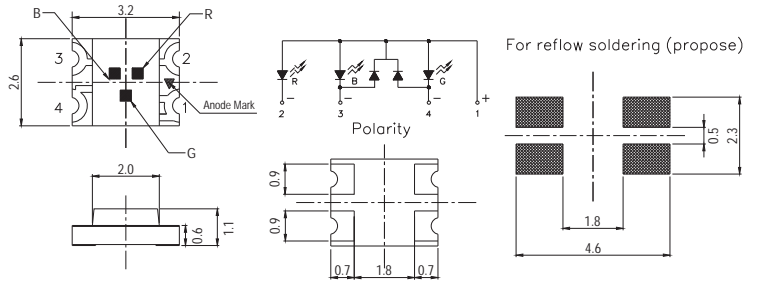 3.2
B
R
2.6
3
2
4
1
Anode Mark
G
2.0
0.6
1.1
R
B
G
−
−
−
+
2
3
4
1
Polarity
0.9
0.9
0.7
1.8
0.7
For reflow soldering (propose)
0.5
2.3
1.8
4.6